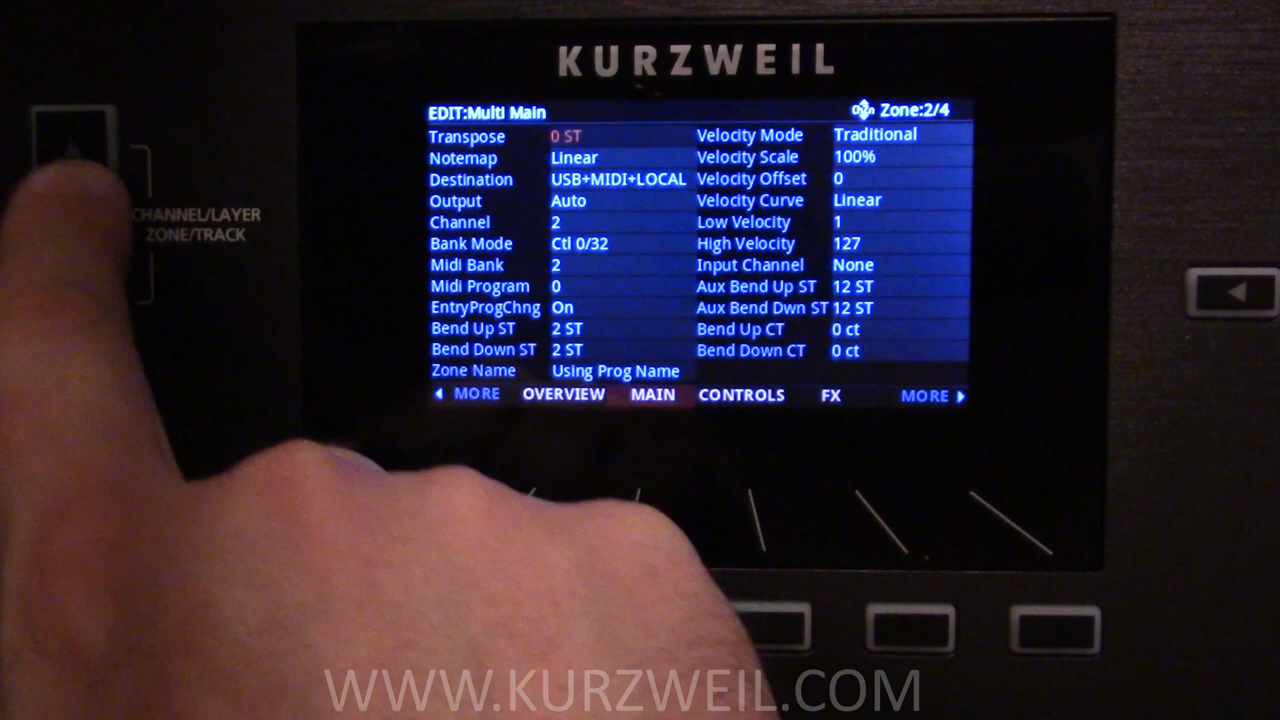 KURZWEIL
EDIT:Multi Main Zone:2/4
Transpose 0 ST Velocity Mode Traditional
Notemap Linear Velocity Scale 100%
Destination USB+MIDI+LOCAL Velocity Offset 0
Output Auto Velocity Curve Linear
Channel 2 Low Velocity 1
Bank Mode Ctl 0/32 High Velocity 127
Midi Bank 2 Input Channel None
Midi Program 0 Aux Bend Up ST 12 ST
EntryProgChng On Aux Bend Dwn ST 12 ST
Bend Up ST 2 ST Bend Up CT 0 ct
Bend Down ST 2 ST Bend Down CT 0 ct
Zone Name Using Prog Name
MORE OVERVIEW MAIN CONTROLS FX MORE
CHANNEL/LAYER
ZONE/TRACK
WWW.KURZWEIL.COM